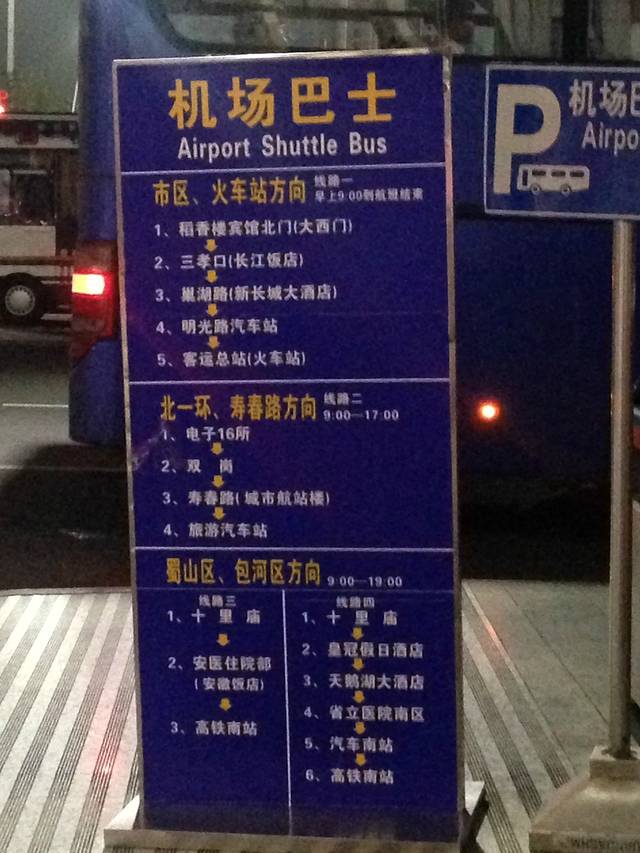 机场巴士
Airport Shuttle Bus
市区、火车站方向 线路一
早上9:00到航班结束
1、稻香楼宾馆北门(大西门)
2、三孝口(长江饭店)
3、巢湖路(新长城大酒店)
4、明光路汽车站
5、客运总站(火车站)
北一环、寿春路方向 线路二
9:00—17:00
1、电子16所
2、双 岗
3、寿春路(城市航站楼)
4、旅游汽车站
蜀山区、包河区方向 9:00—19:00
线路三
1、十 里 庙
2、安医住院部
(安徽饭店)
3、高铁南站
线路四
1、十 里 庙
2、皇冠假日酒店
3、天鹅湖大酒店
4、省立医院南区
5、汽车南站
6、高铁南站
P 机场
Airpo